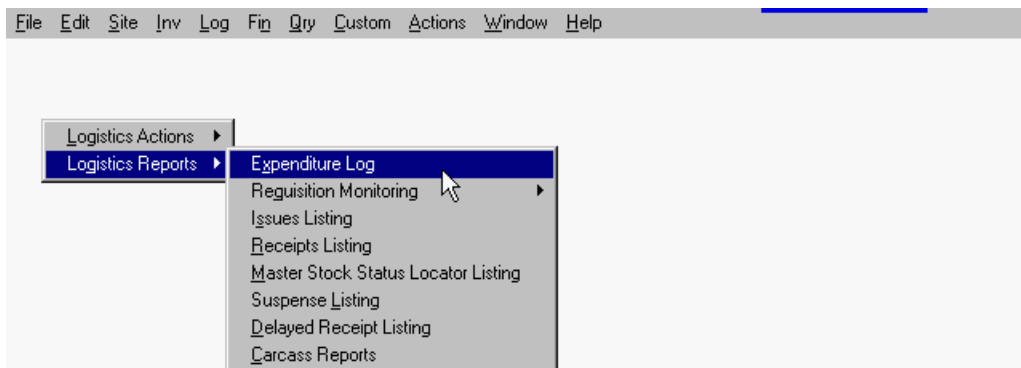 File Edit Site Inv Log Fin Qry Custom Actions Window Help
Logistics Actions
Logistics Reports
Expenditure Log
Reguisition Monitoring
Issues Listing
Receipts Listing
Master Stock Status Locator Listing
Suspense Listing
Delayed Receipt Listing
Carcass Reports